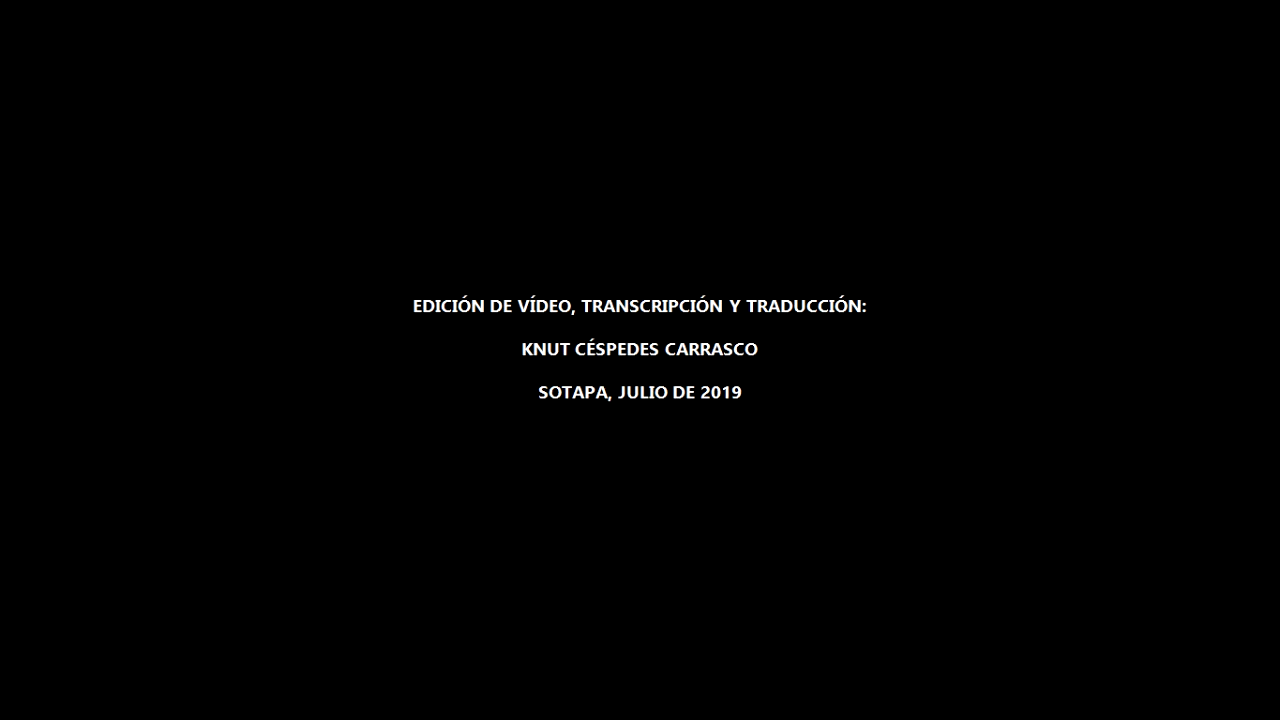 EDICIÓN DE VÍDEO, TRANSCRIPCIÓN Y TRADUCCIÓN:
KNUT CÉSPEDES CARRASCO
SOTAPA, JULIO DE 2019